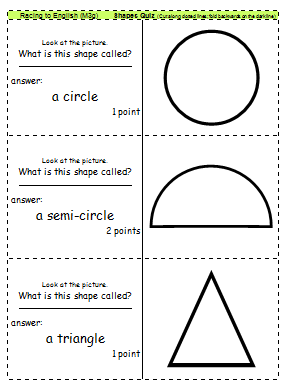 Racing to English (M3g) Shapes Quiz (Cut along dotted lines; fold backwards on the dark line)
Look at the picture.
What is this shape called?
answer:
a circle
1 point
Look at the picture.
What is this shape called?
answer:
a semi-circle
2 points
Look at the picture.
What is this shape called?
answer:
a triangle
1 point